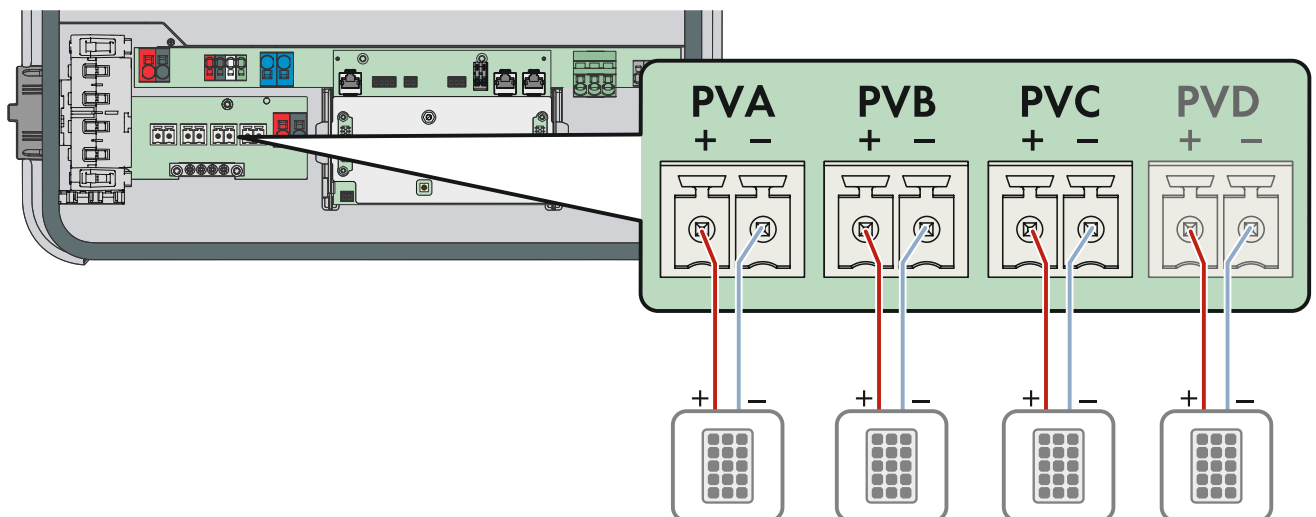 PVA PVB PVC PVD
+ − + − + − + −
+ − + − + − + −